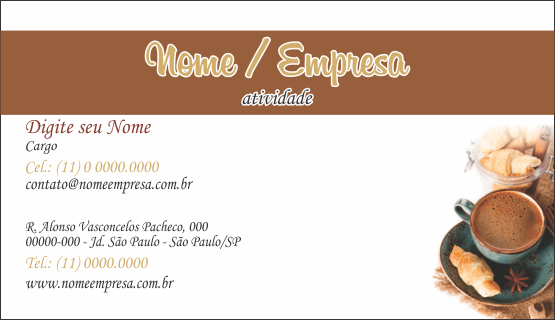 Nome / Empresa
atividade
Digite seu Nome
Cargo
Cel.: (11) 0 0000.0000
contato@nomeempresa.com.br
R. Alonso Vasconcelos Pacheco, 000
00000-000 - Jd. São Paulo - São Paulo/SP
Tel.: (11) 0000.0000
www.nomeempresa.com.br